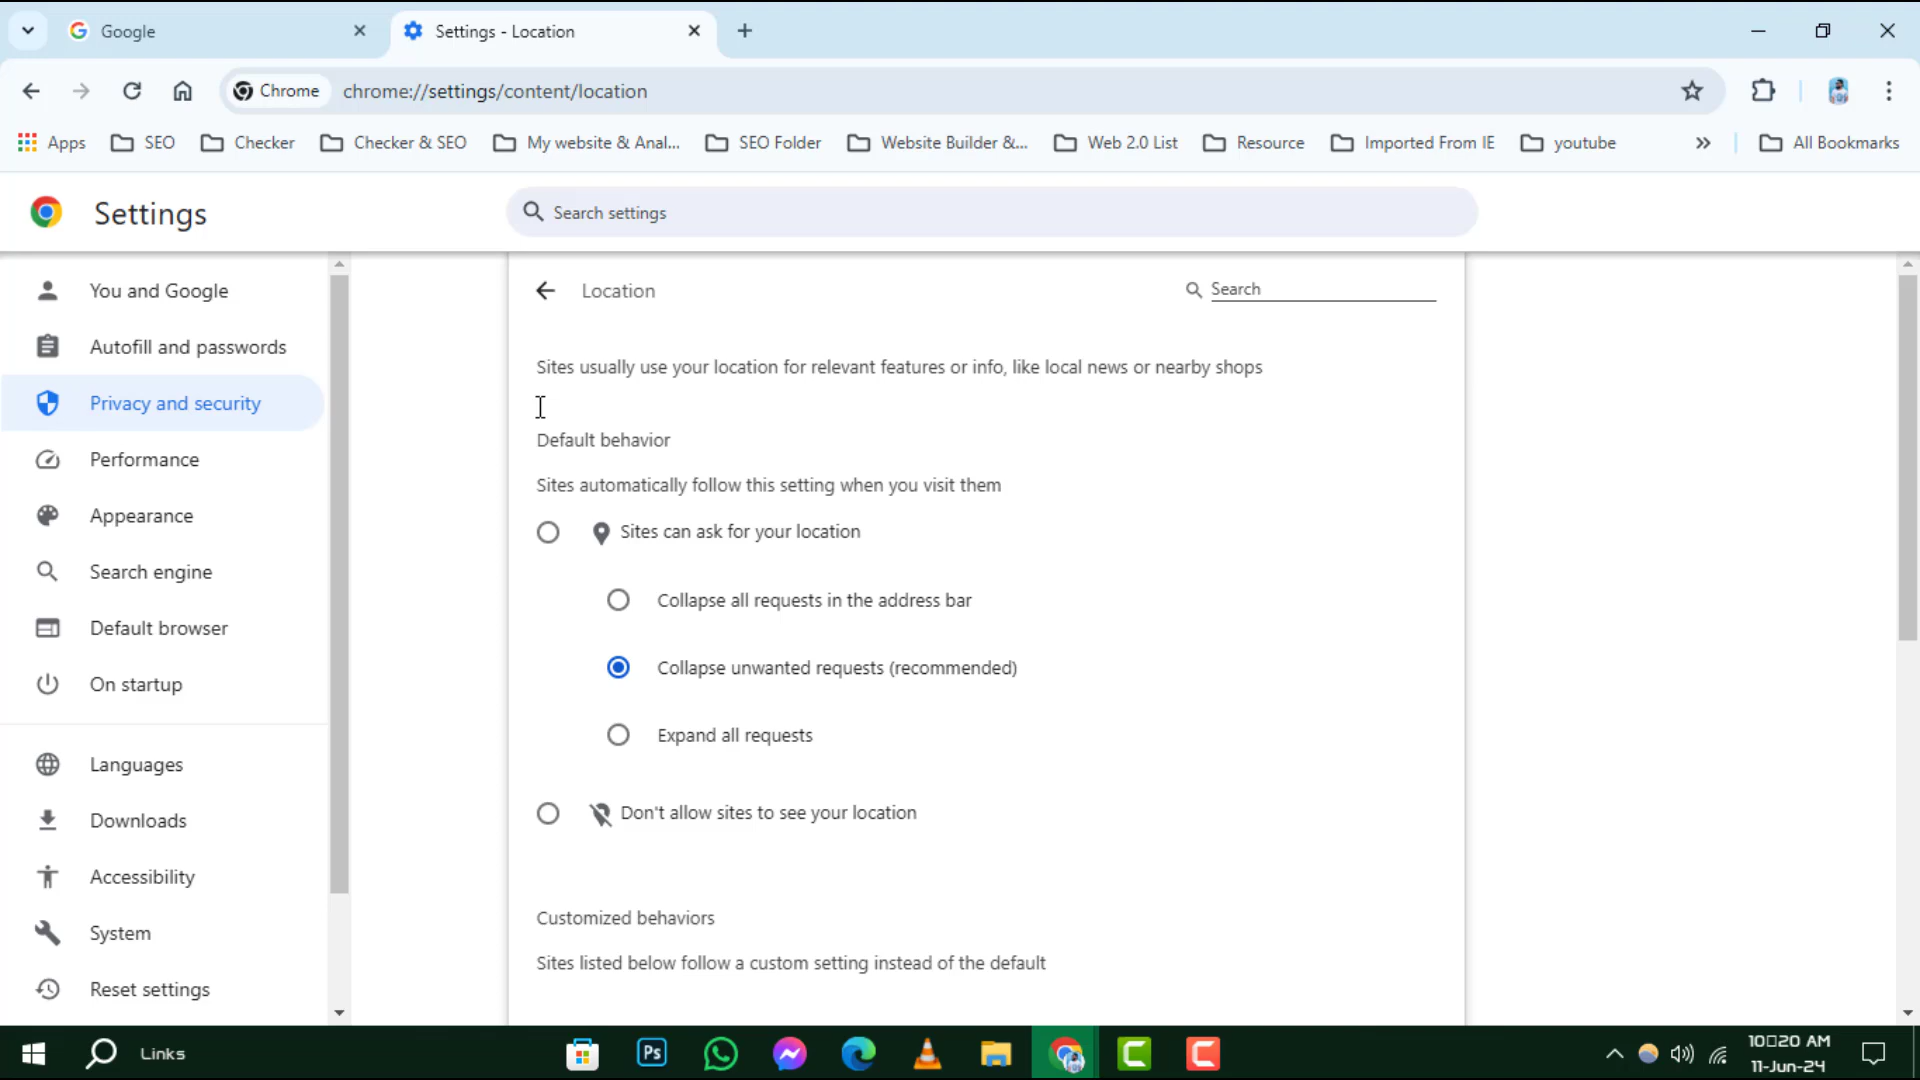 Google
Settings - Location
Chrome
chrome://settings/content/location
Apps
SEO
Checker
Checker & SEO
My website & Anal...
SEO Folder
Website Builder &...
Web 2.0 List
Resource
Imported From IE
youtube
All Bookmarks
Settings
Search settings
You and Google
Autofill and passwords
Privacy and security
Performance
Appearance
Search engine
Default browser
On startup
Languages
Downloads
Accessibility
System
Reset settings
Location
Search
Sites usually use your location for relevant features or info, like local news or nearby shops
Default behavior
Sites automatically follow this setting when you visit them
Sites can ask for your location
Collapse all requests in the address bar
Collapse unwanted requests (recommended)
Expand all requests
Don't allow sites to see your location
Customized behaviors
Sites listed below follow a custom setting instead of the default
Links
Ps
10□20 AM
11-Jun-24